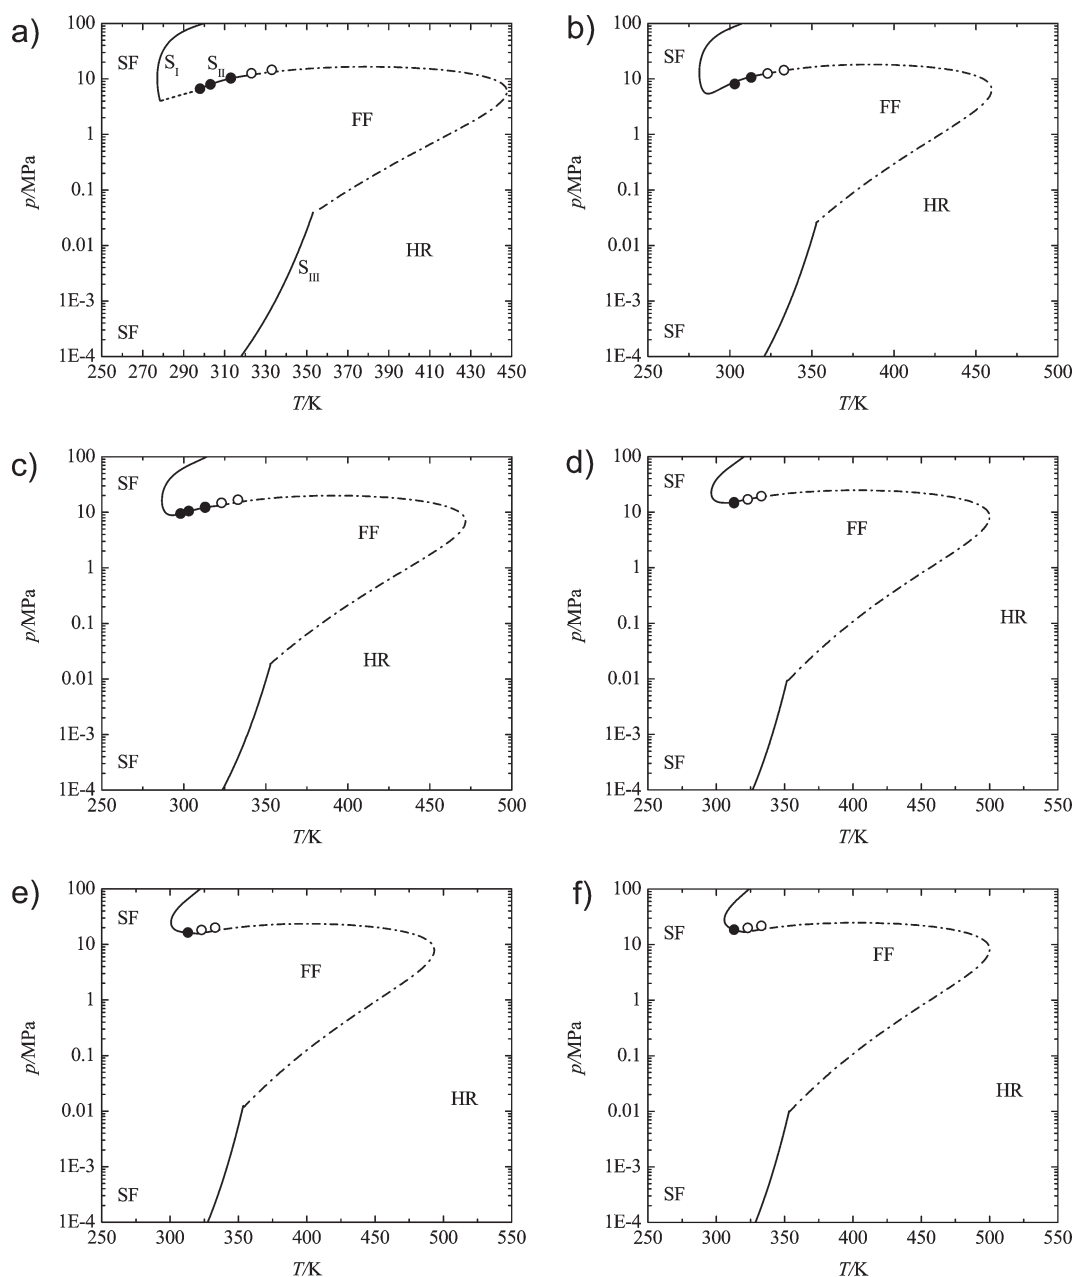 a)
100
10
1
0.1
0.01
1E-3
1E-4
p/MPa
SF
S_I
S_II
FF
HR
S_III
SF
250 270 290 310 330 350 370 390 410 430 450
T/K
b)
100
10
1
0.1
0.01
1E-3
1E-4
p/MPa
SF
FF
HR
SF
250 300 350 400 450 500
T/K
c)
100
10
1
0.1
0.01
1E-3
1E-4
p/MPa
SF
FF
HR
SF
250 300 350 400 450 500
T/K
d)
100
10
1
0.1
0.01
1E-3
1E-4
p/MPa
SF
FF
HR
SF
250 300 350 400 450 500 550
T/K
e)
100
10
1
0.1
0.01
1E-3
1E-4
p/MPa
SF
FF
HR
SF
250 300 350 400 450 500 550
T/K
f)
100
10
1
0.1
0.01
1E-3
1E-4
p/MPa
SF
FF
HR
SF
250 300 350 400 450 500 550
T/K